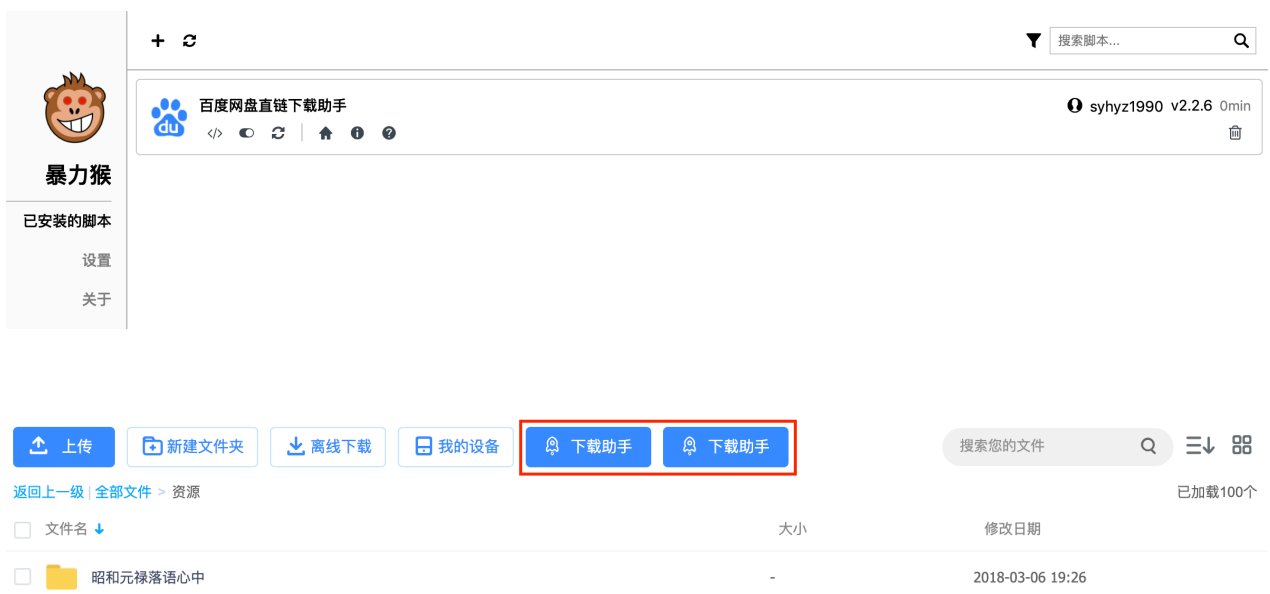 搜索脚本...
百度网盘直链下载助手
syhyz1990 v2.2.6 0min
du
暴力猴
已安装的脚本
设置
关于
上传 新建文件夹 离线下载 我的设备 下载助手 下载助手 搜索您的文件
返回上一级 | 全部文件 > 资源 已加载100个
文件名 大小 修改日期
昭和元禄落语心中 - 2018-03-06 19:26